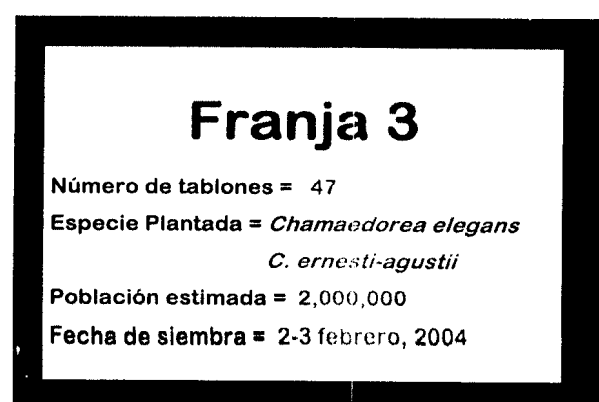 Franja 3
Número de tablones = 47
Especie Plantada = Chamaedorea elegans
C. ernesti-agustii
Población estimada = 2,000,000
Fecha de siembra = 2-3 febrero, 2004